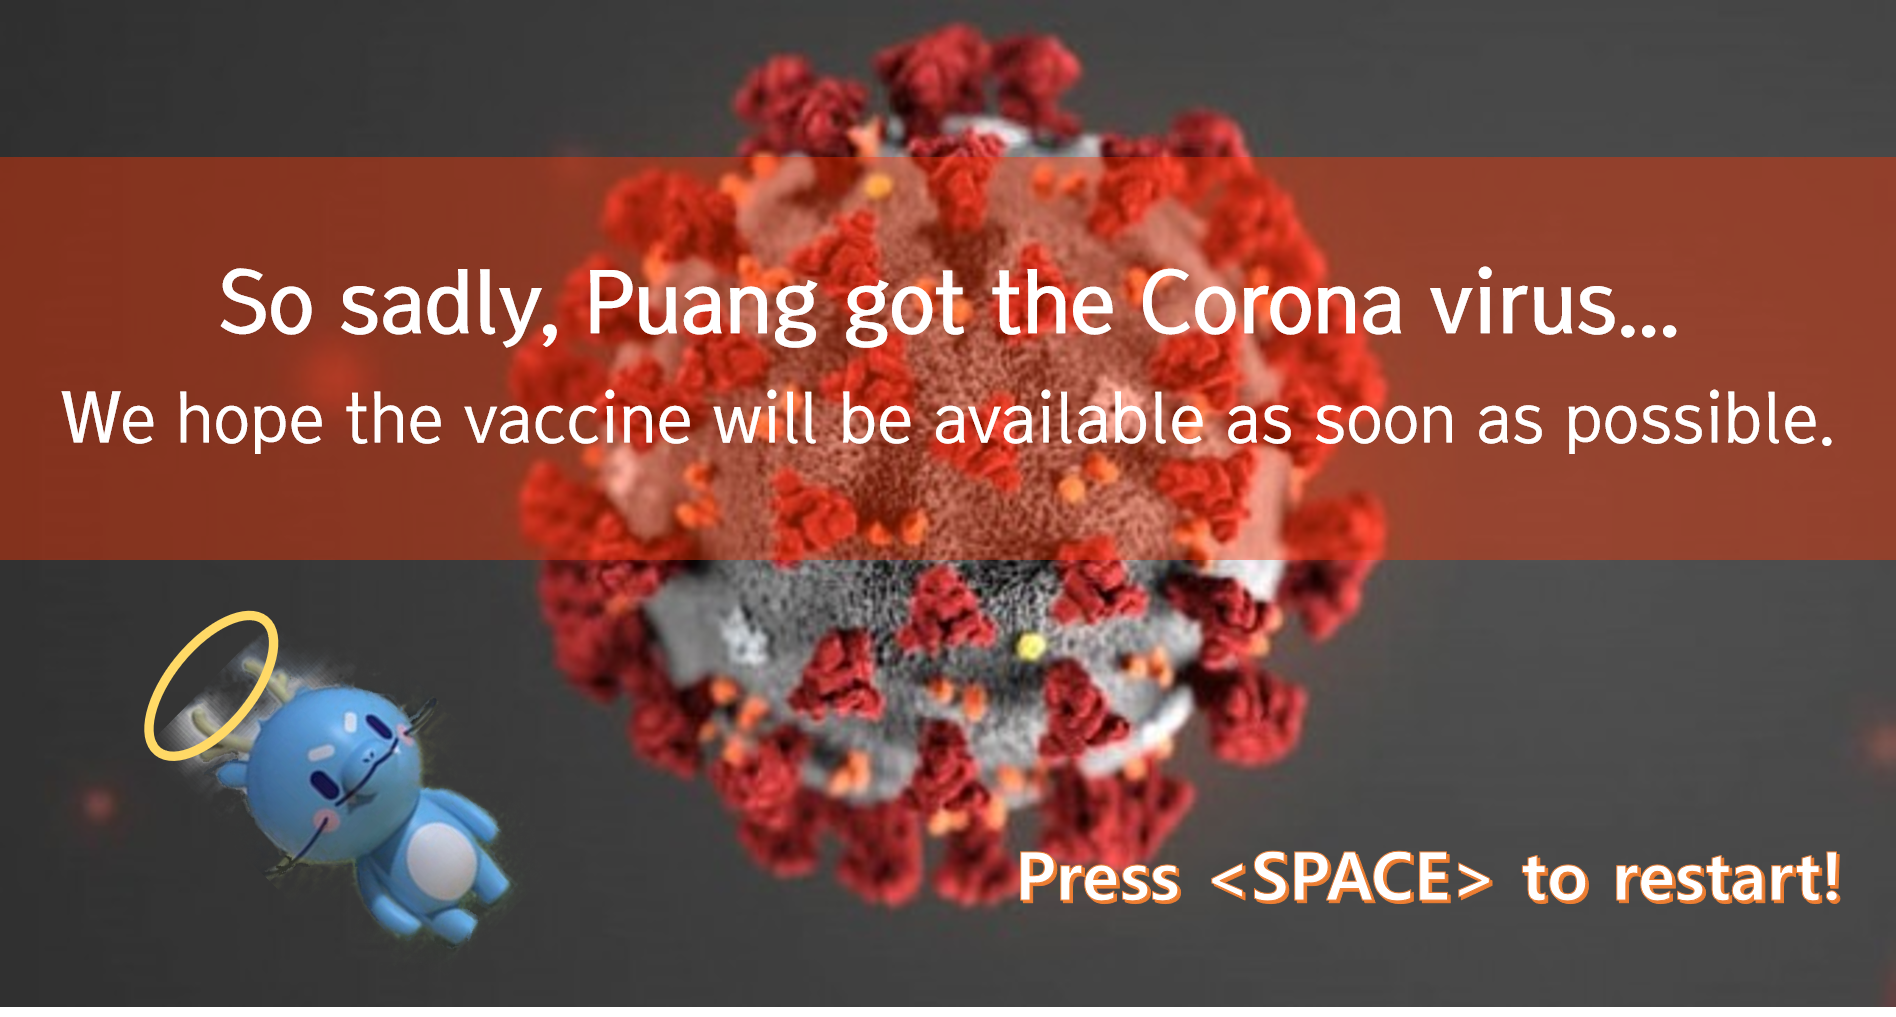 So sadly, Puang got the Corona virus...
We hope the vaccine will be available as soon as possible.
Press <SPACE> to restart!